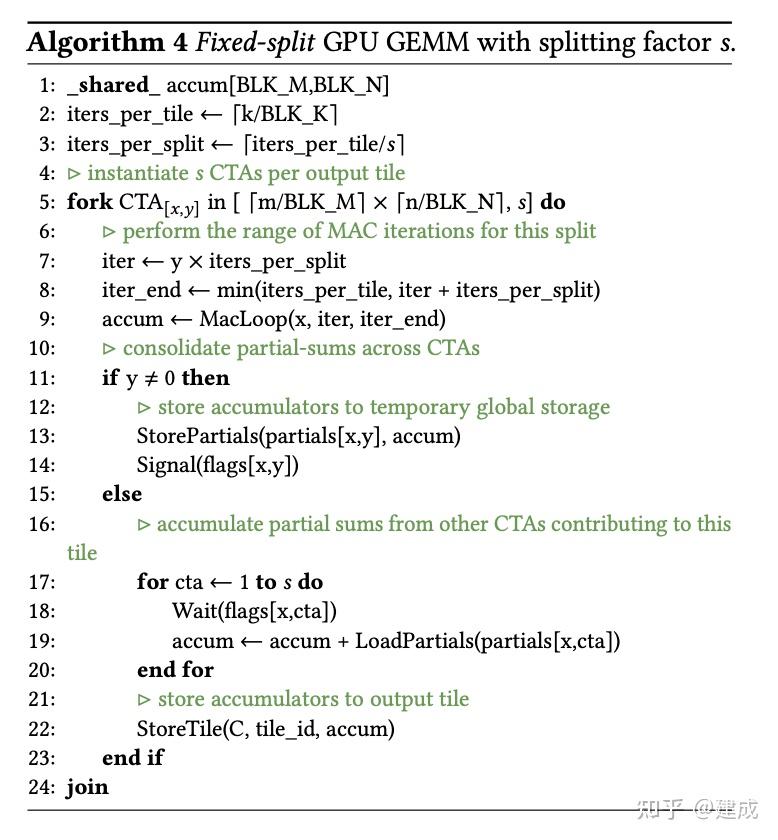 Algorithm 4 Fixed-split GPU GEMM with splitting factor s.
1: _shared_ accum[BLK_M,BLK_N]
2: iters_per_tile ← ⌈k/BLK_K⌉
3: iters_per_split ← ⌈iters_per_tile/s⌉
4: ▷ instantiate s CTAs per output tile
5: fork CTA[x,y] in [ ⌈m/BLK_M⌉ × ⌈n/BLK_N⌉, s] do
6: ▷ perform the range of MAC iterations for this split
7: iter ← y × iters_per_split
8: iter_end ← min(iters_per_tile, iter + iters_per_split)
9: accum ← MacLoop(x, iter, iter_end)
10: ▷ consolidate partial-sums across CTAs
11: if y ≠ 0 then
12: ▷ store accumulators to temporary global storage
13: StorePartials(partials[x,y], accum)
14: Signal(flags[x,y])
15: else
16: ▷ accumulate partial sums from other CTAs contributing to this
tile
17: for cta ← 1 to s do
18: Wait(flags[x,cta])
19: accum ← accum + LoadPartials(partials[x,cta])
20: end for
21: ▷ store accumulators to output tile
22: StoreTile(C, tile_id, accum)
23: end if
24: join
知乎 @建成